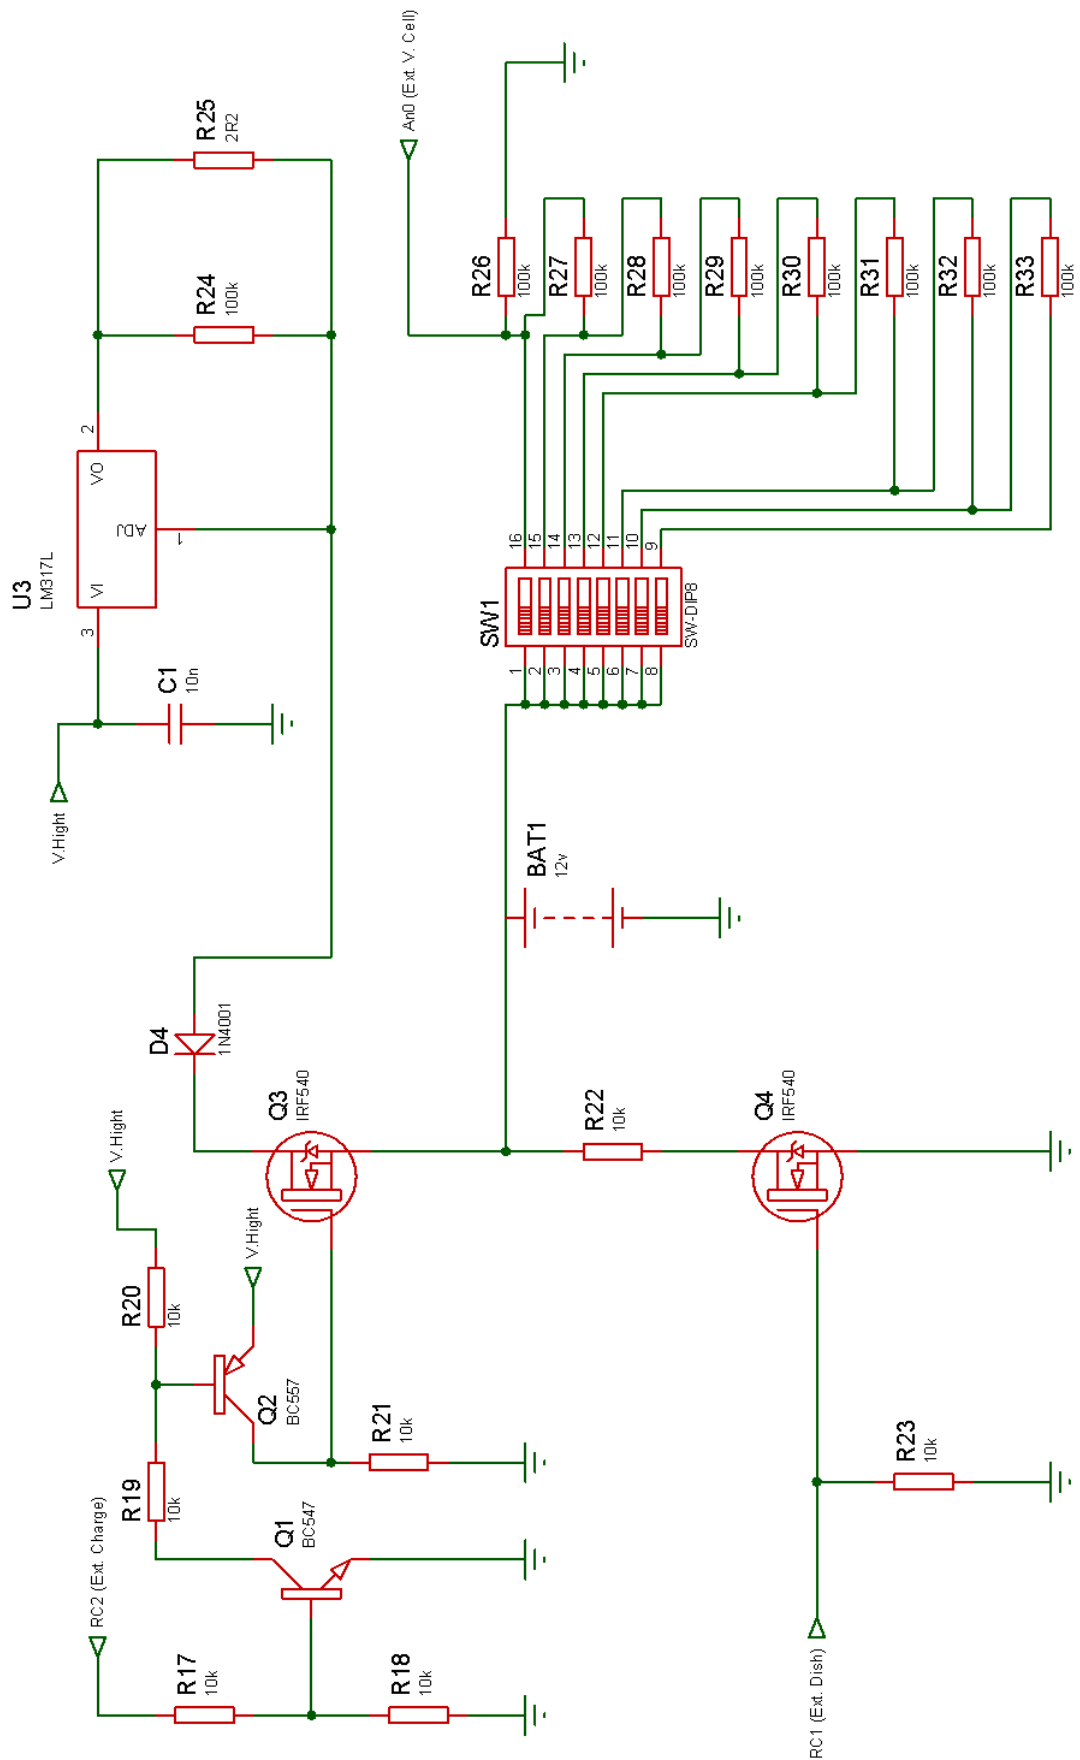 RC2 (Ext. Charge)
R17
10k
R18
10k
Q1
BC547
R19
10k
R20
10k
V.Hight
Q2
BC557
V.Hight
R21
10k
Q3
IRF540
D4
1N4001
V.Hight
C1
10n
U3
LM317L
3
VI
VO
2
ADJ
1
R24
100k
R25
2R2
RC1 (Ext. Dish)
R23
10k
Q4
IRF540
R22
10k
BAT1
12v
SW1
SW-DIP8
1
2
3
4
5
6
7
8
16
15
14
13
12
11
10
9
An0 (Ext. V. Cell)
R26
100k
R27
100k
R28
100k
R29
100k
R30
100k
R31
100k
R32
100k
R33
100k